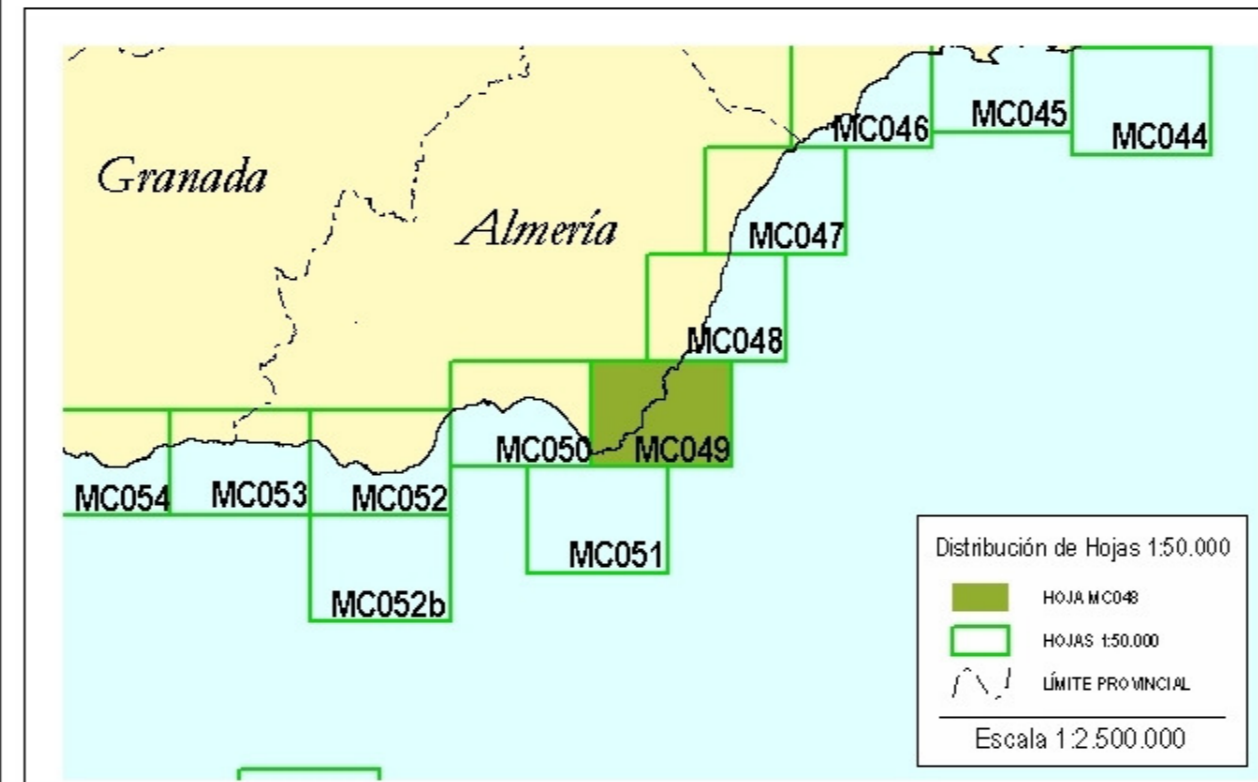 MC045
MC046
MC044
Granada
Almería
MC047
MC048
MC050
MC049
MC054
MC053
MC052
MC051
MC052b
Distribución de Hojas 1:50.000
HOJA MC048
HOJAS 1:50.000
LÍMITE PROVINCIAL
Escala 1:2.500.000